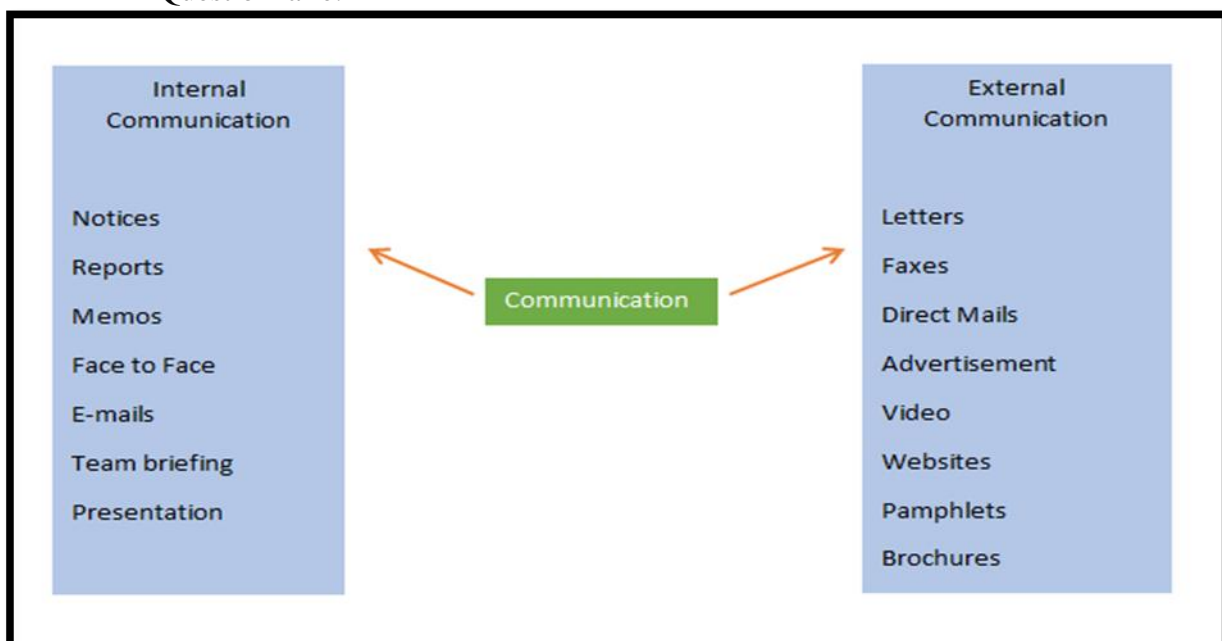 Internal
Communication
Notices
Reports
Memos
Face to Face
E-mails
Team briefing
Presentation
Communication
External
Communication
Letters
Faxes
Direct Mails
Advertisement
Video
Websites
Pamphlets
Brochures